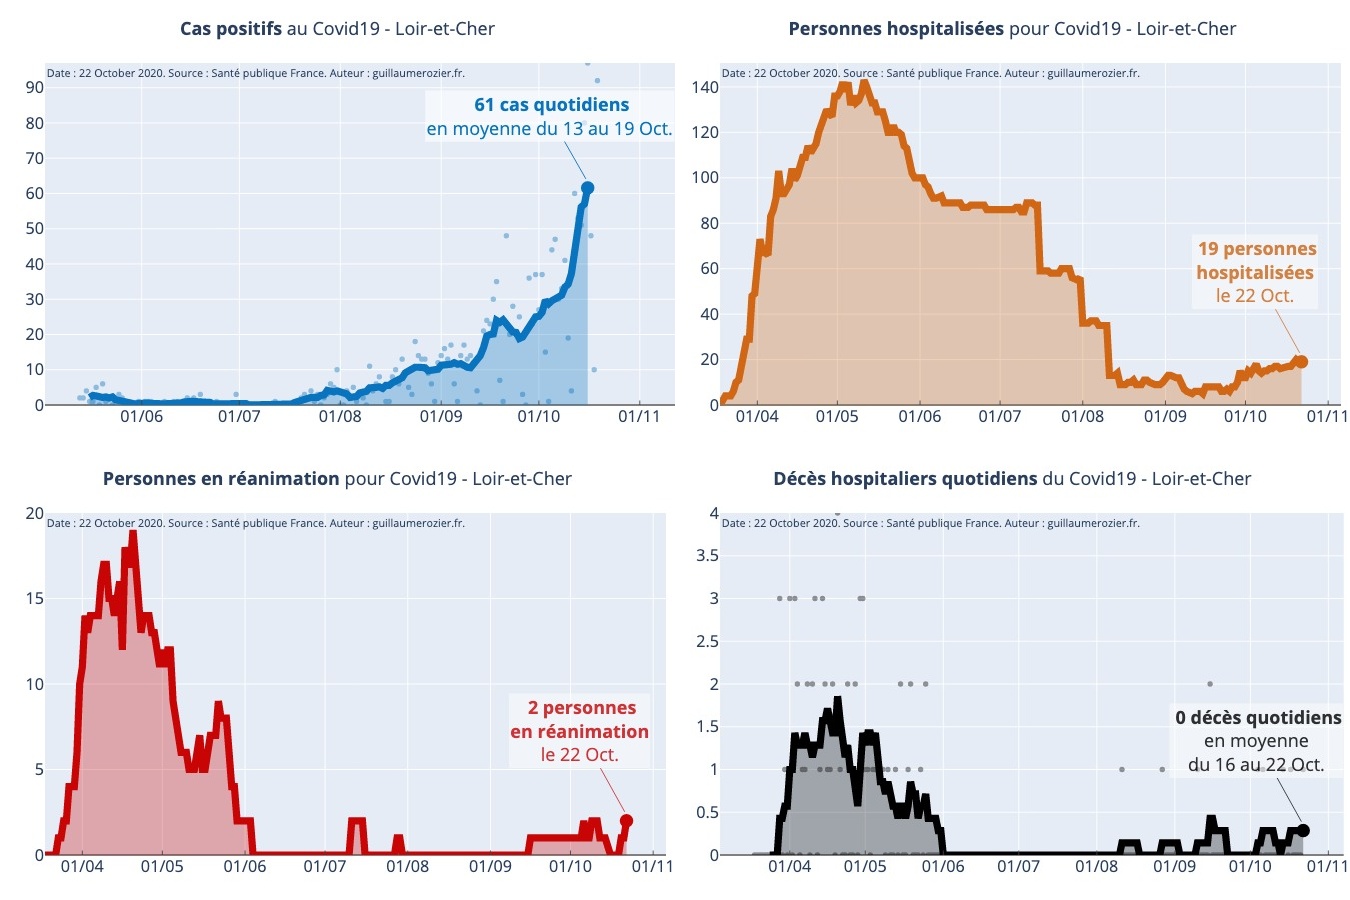 Cas positifs au Covid19 - Loir-et-Cher
Date : 22 October 2020. Source : Santé publique France. Auteur : guillaumerozier.fr.
61 cas quotidiens
en moyenne du 13 au 19 Oct.
90
80
70
60
50
40
30
20
10
0
01/06 01/07 01/08 01/09 01/10 01/11
Personnes hospitalisées pour Covid19 - Loir-et-Cher
Date : 22 October 2020. Source : Santé publique France. Auteur : guillaumerozier.fr.
19 personnes
hospitalisées
le 22 Oct.
140
120
100
80
60
40
20
0
01/04 01/05 01/06 01/07 01/08 01/09 01/10 01/11
Personnes en réanimation pour Covid19 - Loir-et-Cher
Date : 22 October 2020. Source : Santé publique France. Auteur : guillaumerozier.fr.
2 personnes
en réanimation
le 22 Oct.
20
15
10
5
0
01/04 01/05 01/06 01/07 01/08 01/09 01/10 01/11
Décès hospitaliers quotidiens du Covid19 - Loir-et-Cher
Date : 22 October 2020. Source : Santé publique France. Auteur : guillaumerozier.fr.
0 décès quotidiens
en moyenne
du 16 au 22 Oct.
4
3.5
3
2.5
2
1.5
1
0.5
0
01/04 01/05 01/06 01/07 01/08 01/09 01/10 01/11